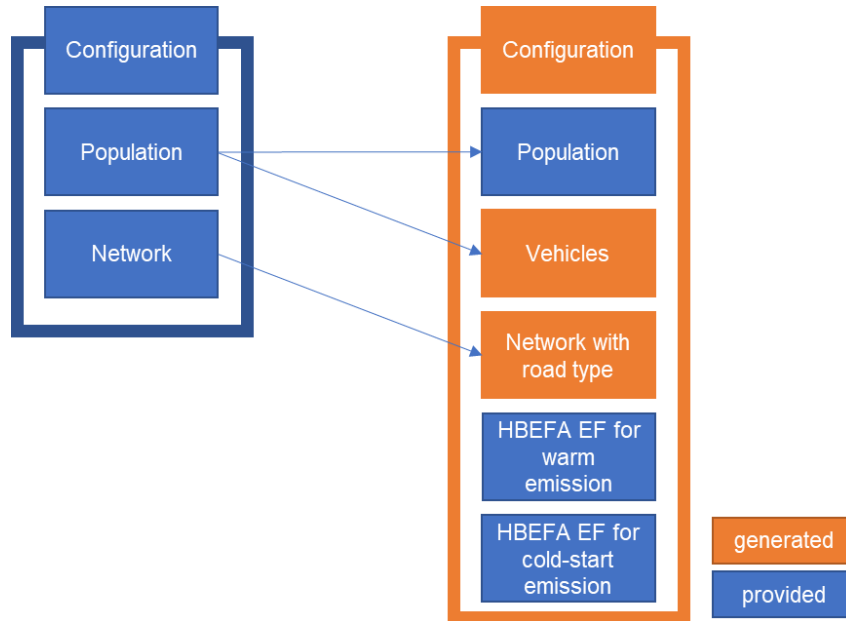 Configuration
Population
Network
Configuration
Population
Vehicles
Network with
road type
HBEFA EF for
warm
emission
HBEFA EF for
cold-start
emission
generated
provided